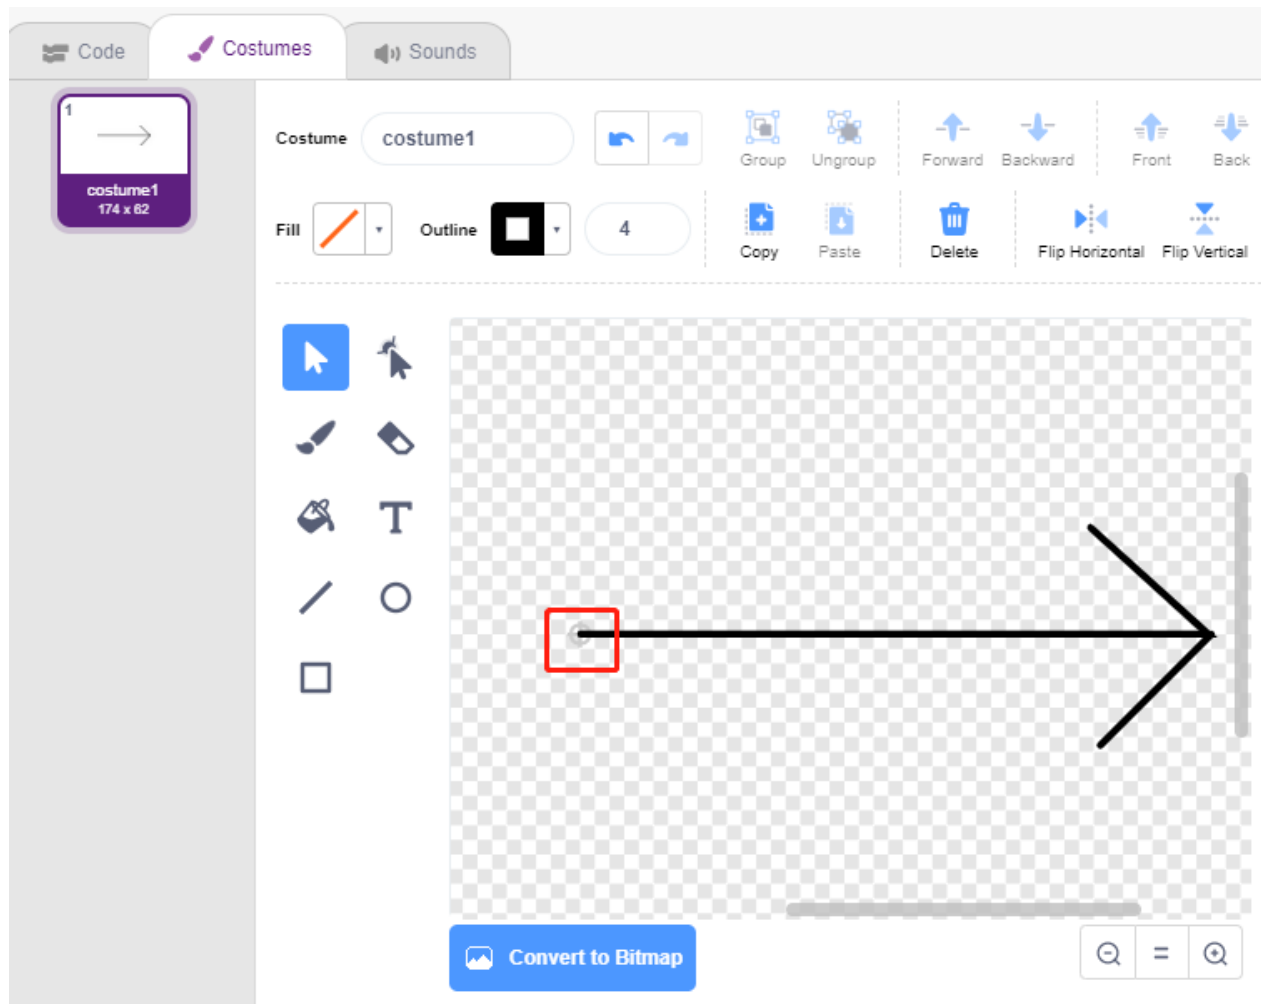 Code
Costumes
Sounds
1
costume1
174 x 62
Costume
costume1
Group
Ungroup
Forward
Backward
Front
Back
Fill
Outline
4
Copy
Paste
Delete
Flip Horizontal
Flip Vertical
T
Convert to Bitmap